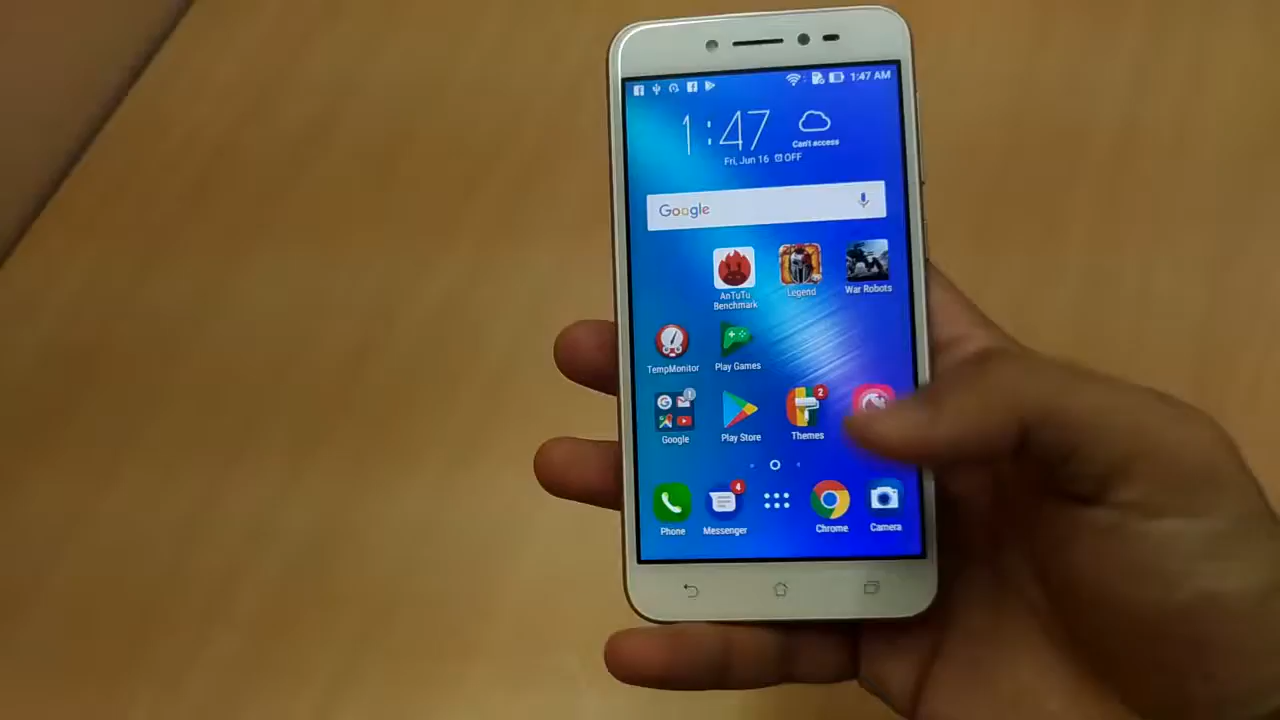 1:47 AM
1:47
Can't access
Fri, Jun 16 OFF
Google
AnTuTu
Benchmark
Legend
War Robots
TempMonitor
Play Games
2
Google
Play Store
Themes
4
Phone
Messenger
Chrome
Camera